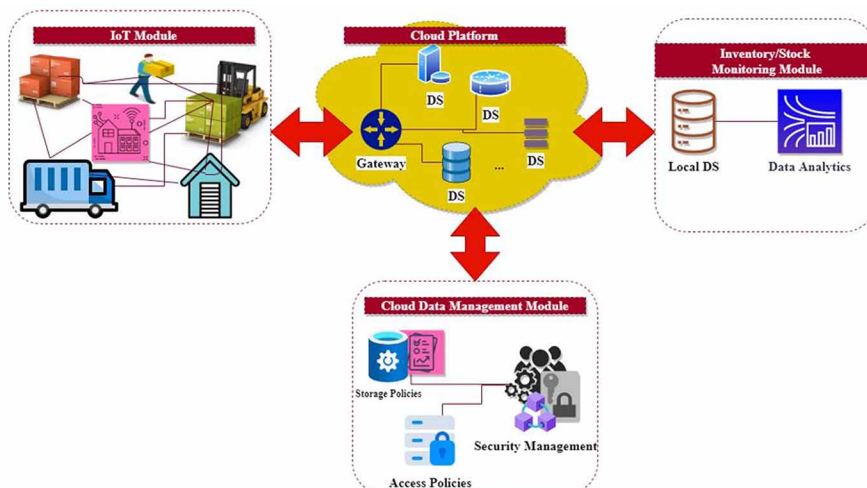 IoT Module
Cloud Platform
DS
DS
Gateway
DS
...
DS
Inventory/Stock
Monitoring Module
Local DS
Data Analytics
Cloud Data Management Module
Storage Policies
Security Management
Access Policies